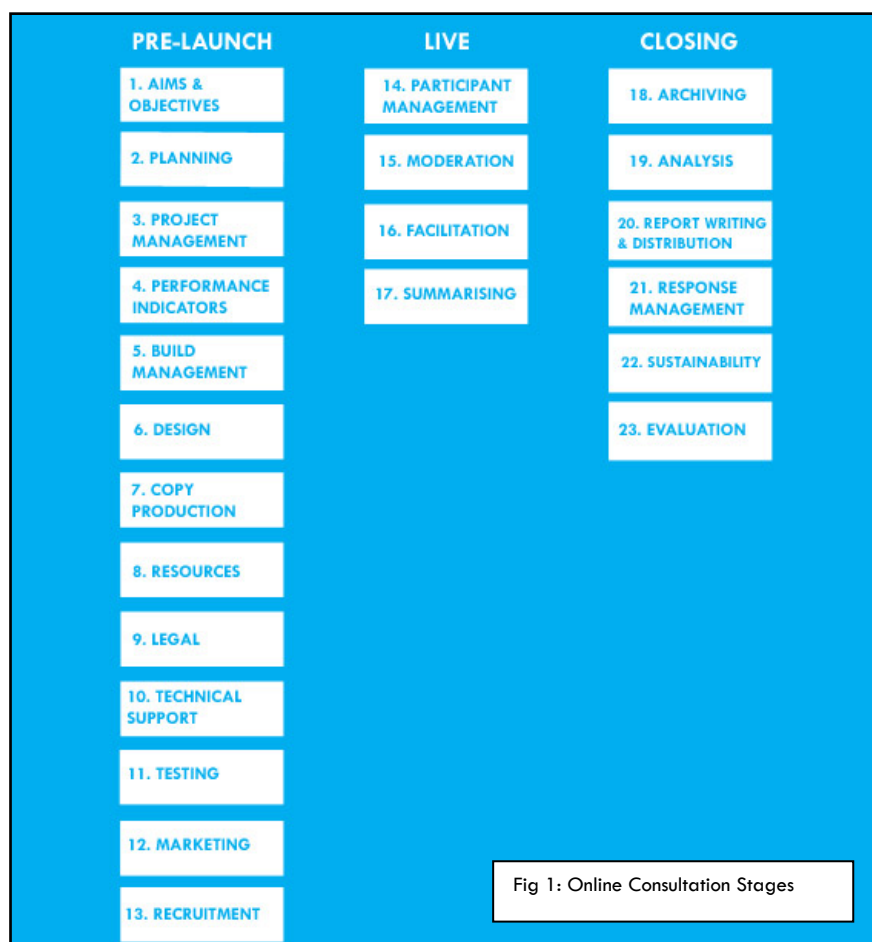 PRE-LAUNCH
1. AIMS &
OBJECTIVES
2. PLANNING
3. PROJECT
MANAGEMENT
4. PERFORMANCE
INDICATORS
5. BUILD
MANAGEMENT
6. DESIGN
7. COPY
PRODUCTION
8. RESOURCES
9. LEGAL
10. TECHNICAL
SUPPORT
11. TESTING
12. MARKETING
13. RECRUITMENT
LIVE
14. PARTICIPANT
MANAGEMENT
15. MODERATION
16. FACILITATION
17. SUMMARISING
CLOSING
18. ARCHIVING
19. ANALYSIS
20. REPORT WRITING
& DISTRIBUTION
21. RESPONSE
MANAGEMENT
22. SUSTAINABILITY
23. EVALUATION
Fig 1: Online Consultation Stages